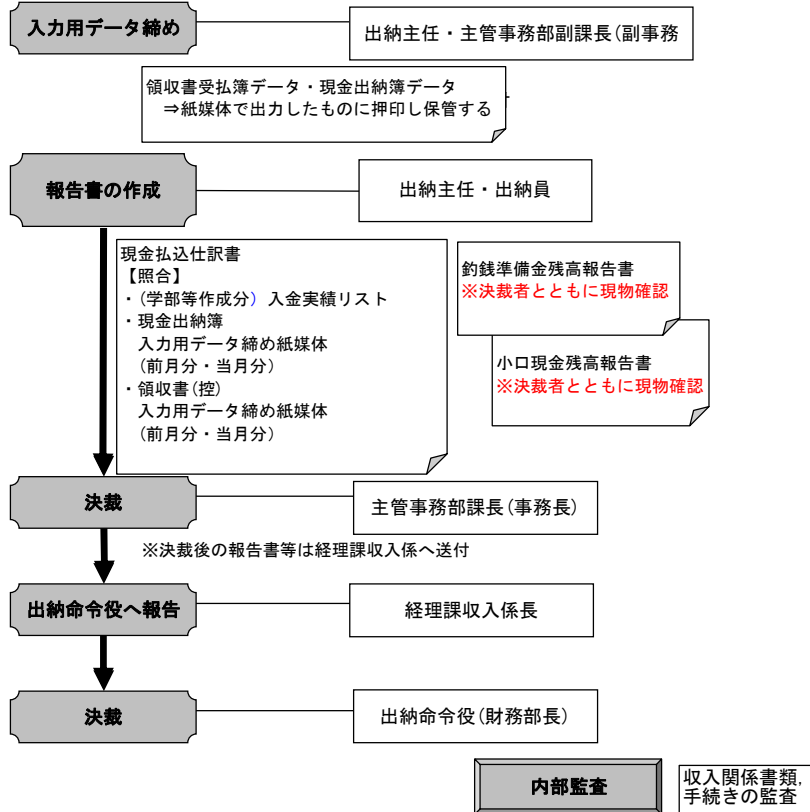 入力用データ締め
出納主任・主管事務部副課長(副事務
領収書受払簿データ・現金出納簿データ
⇒紙媒体で出力したものに押印し保管する
報告書の作成
出納主任・出納員
現金払込仕訳書
【照合】
・(学部等作成分) 入金実績リスト
・現金出納簿
入力用データ締め紙媒体
(前月分・当月分)
・領収書(控)
入力用データ締め紙媒体
(前月分・当月分)
釣銭準備金残高報告書
※決裁者とともに現物確認
小口現金残高報告書
※決裁者とともに現物確認
決裁
主管事務部課長(事務長)
※決裁後の報告書等は経理課収入係へ送付
出納命令役へ報告
経理課収入係長
決裁
出納命令役(財務部長)
内部監査
収入関係書類,
手続きの監査